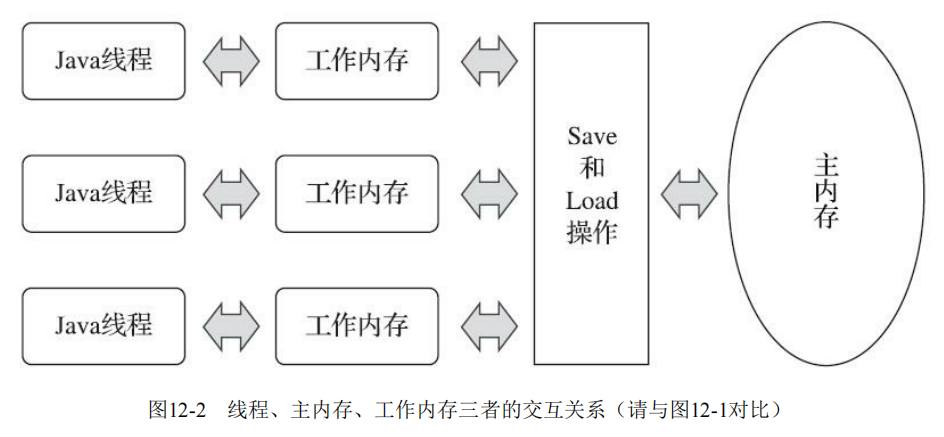 Java线程
工作内存
Java线程
工作内存
Java线程
工作内存
Save
和
Load
操作
主
内
存
图12-2 线程、主内存、工作内存三者的交互关系（请与图12-1对比）